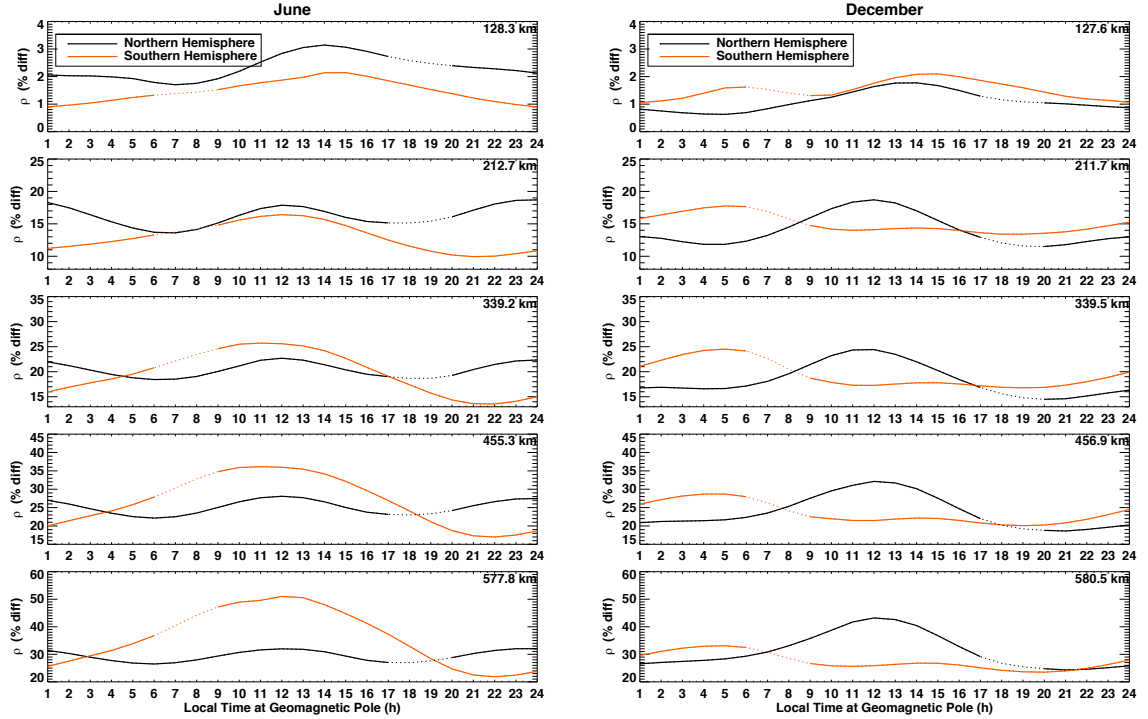 June
128.3 km
Northern Hemisphere
Southern Hemisphere
ρ (% diff)
4
3
2
1
0
1 2 3 4 5 6 7 8 9 10 11 12 13 14 15 16 17 18 19 20 21 22 23 24
212.7 km
ρ (% diff)
25
20
15
10
1 2 3 4 5 6 7 8 9 10 11 12 13 14 15 16 17 18 19 20 21 22 23 24
339.2 km
ρ (% diff)
35
30
25
20
15
1 2 3 4 5 6 7 8 9 10 11 12 13 14 15 16 17 18 19 20 21 22 23 24
455.3 km
ρ (% diff)
45
40
35
30
25
20
15
1 2 3 4 5 6 7 8 9 10 11 12 13 14 15 16 17 18 19 20 21 22 23 24
577.8 km
ρ (% diff)
60
50
40
30
20
1 2 3 4 5 6 7 8 9 10 11 12 13 14 15 16 17 18 19 20 21 22 23 24
Local Time at Geomagnetic Pole (h)
December
127.6 km
Northern Hemisphere
Southern Hemisphere
ρ (% diff)
4
3
2
1
0
1 2 3 4 5 6 7 8 9 10 11 12 13 14 15 16 17 18 19 20 21 22 23 24
211.7 km
ρ (% diff)
25
20
15
10
1 2 3 4 5 6 7 8 9 10 11 12 13 14 15 16 17 18 19 20 21 22 23 24
339.5 km
ρ (% diff)
35
30
25
20
15
1 2 3 4 5 6 7 8 9 10 11 12 13 14 15 16 17 18 19 20 21 22 23 24
456.9 km
ρ (% diff)
45
40
35
30
25
20
15
1 2 3 4 5 6 7 8 9 10 11 12 13 14 15 16 17 18 19 20 21 22 23 24
580.5 km
ρ (% diff)
60
50
40
30
20
1 2 3 4 5 6 7 8 9 10 11 12 13 14 15 16 17 18 19 20 21 22 23 24
Local Time at Geomagnetic Pole (h)